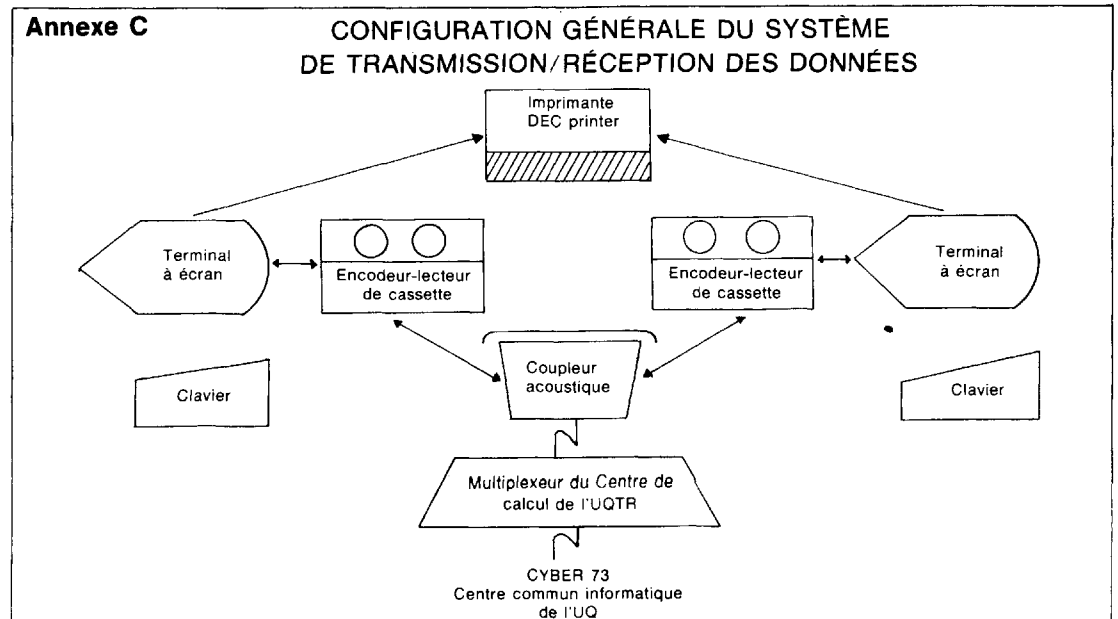 Annexe C
CONFIGURATION GÉNÉRALE DU SYSTÈME
DE TRANSMISSION/RÉCEPTION DES DONNÉES
Imprimante
DEC printer
Terminal
à écran
Encodeur-lecteur
de cassette
Encodeur-lecteur
de cassette
Terminal
à écran
Clavier
Coupleur
acoustique
Clavier
Multiplexeur du Centre de
calcul de l'UQTR
CYBER 73
Centre commun informatique
de l'UQ